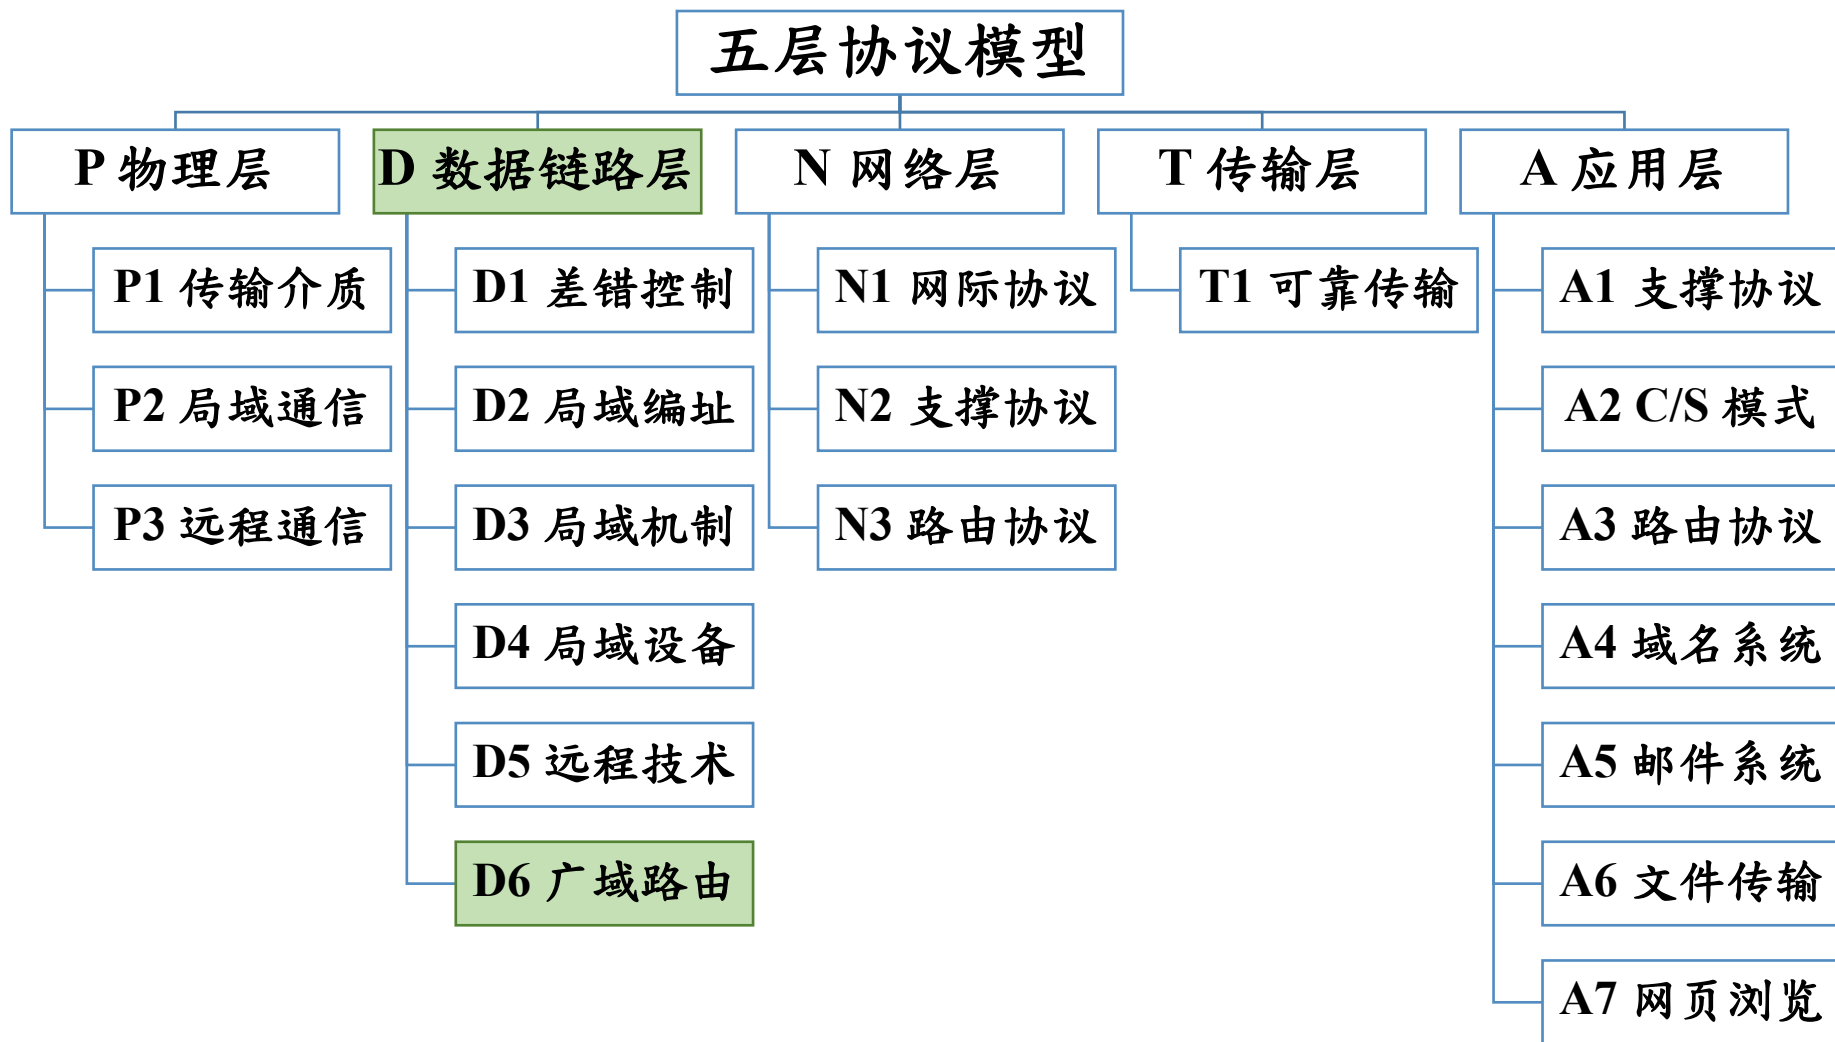 五层协议模型
P 物理层
P1 传输介质
P2 局域通信
P3 远程通信
D 数据链路层
D1 差错控制
D2 局域编址
D3 局域机制
D4 局域设备
D5 远程技术
D6 广域路由
N 网络层
N1 网际协议
N2 支撑协议
N3 路由协议
T 传输层
T1 可靠传输
A 应用层
A1 支撑协议
A2 C/S 模式
A3 路由协议
A4 域名系统
A5 邮件系统
A6 文件传输
A7 网页浏览